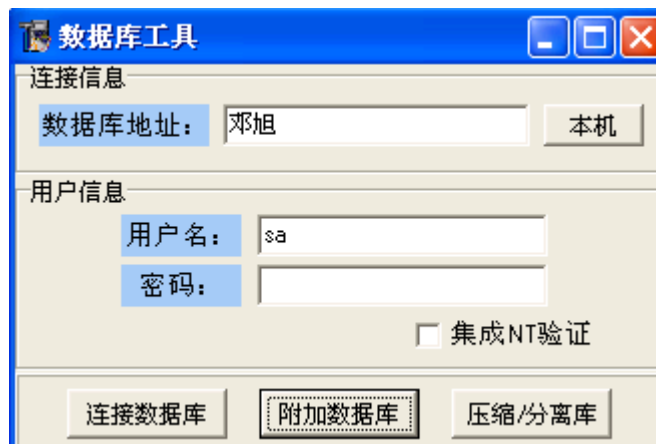 数据库工具
连接信息
数据库地址： 邓旭 本机
用户信息
用户名： sa
密码：
集成NT验证
连接数据库 附加数据库 压缩/分离库